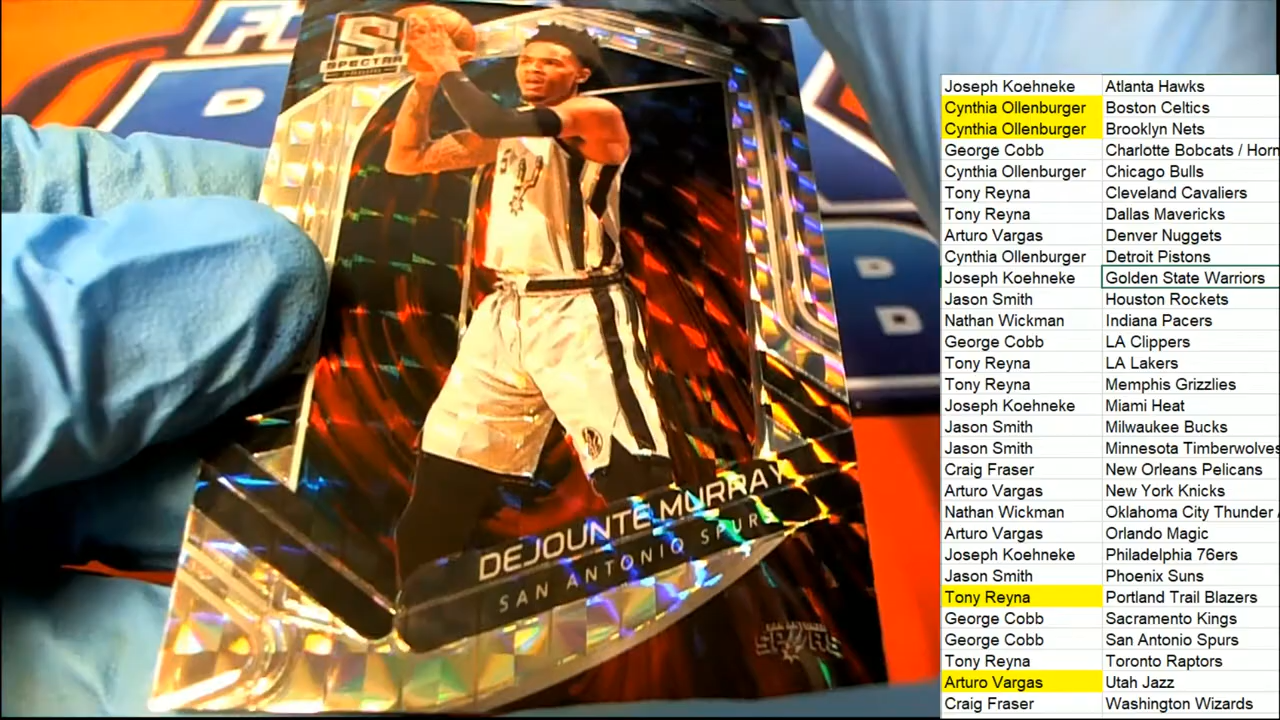 SPECTRA
PANINI
DEJOUNTE MURRAY
SAN ANTONIO SPURS
SAN ANTONIO
SPURS
Joseph Koehneke Atlanta Hawks
Cynthia Ollenburger Boston Celtics
Cynthia Ollenburger Brooklyn Nets
George Cobb Charlotte Bobcats / Horn
Cynthia Ollenburger Chicago Bulls
Tony Reyna Cleveland Cavaliers
Tony Reyna Dallas Mavericks
Arturo Vargas Denver Nuggets
Cynthia Ollenburger Detroit Pistons
Joseph Koehneke Golden State Warriors
Jason Smith Houston Rockets
Nathan Wickman Indiana Pacers
George Cobb LA Clippers
Tony Reyna LA Lakers
Tony Reyna Memphis Grizzlies
Joseph Koehneke Miami Heat
Jason Smith Milwaukee Bucks
Jason Smith Minnesota Timberwolves
Craig Fraser New Orleans Pelicans
Arturo Vargas New York Knicks
Nathan Wickman Oklahoma City Thunder
Arturo Vargas Orlando Magic
Joseph Koehneke Philadelphia 76ers
Jason Smith Phoenix Suns
Tony Reyna Portland Trail Blazers
George Cobb Sacramento Kings
George Cobb San Antonio Spurs
Tony Reyna Toronto Raptors
Arturo Vargas Utah Jazz
Craig Fraser Washington Wizards